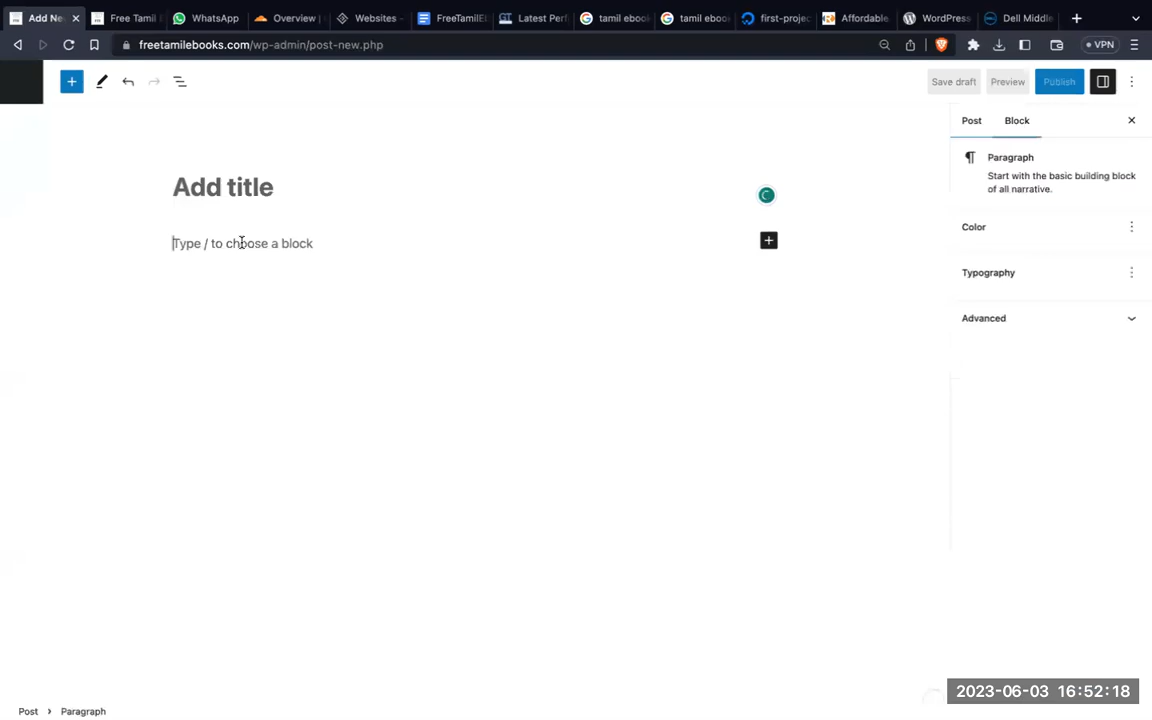 Add Ne
Free Tamil E
WhatsApp
Overview |
Websites -
FreeTamilE
Latest Perf
tamil eboo
tamil eboo
first-projec
Affordable
WordPress
Dell Middle
freetamilebooks.com/wp-admin/post-new.php
VPN
Save draft
Preview
Publish
Post
Block
Paragraph
Start with the basic building block
of all narrative.
Add title
Color
Type / to choose a block
Typography
Advanced
2023-06-03 16:52:18
Post › Paragraph